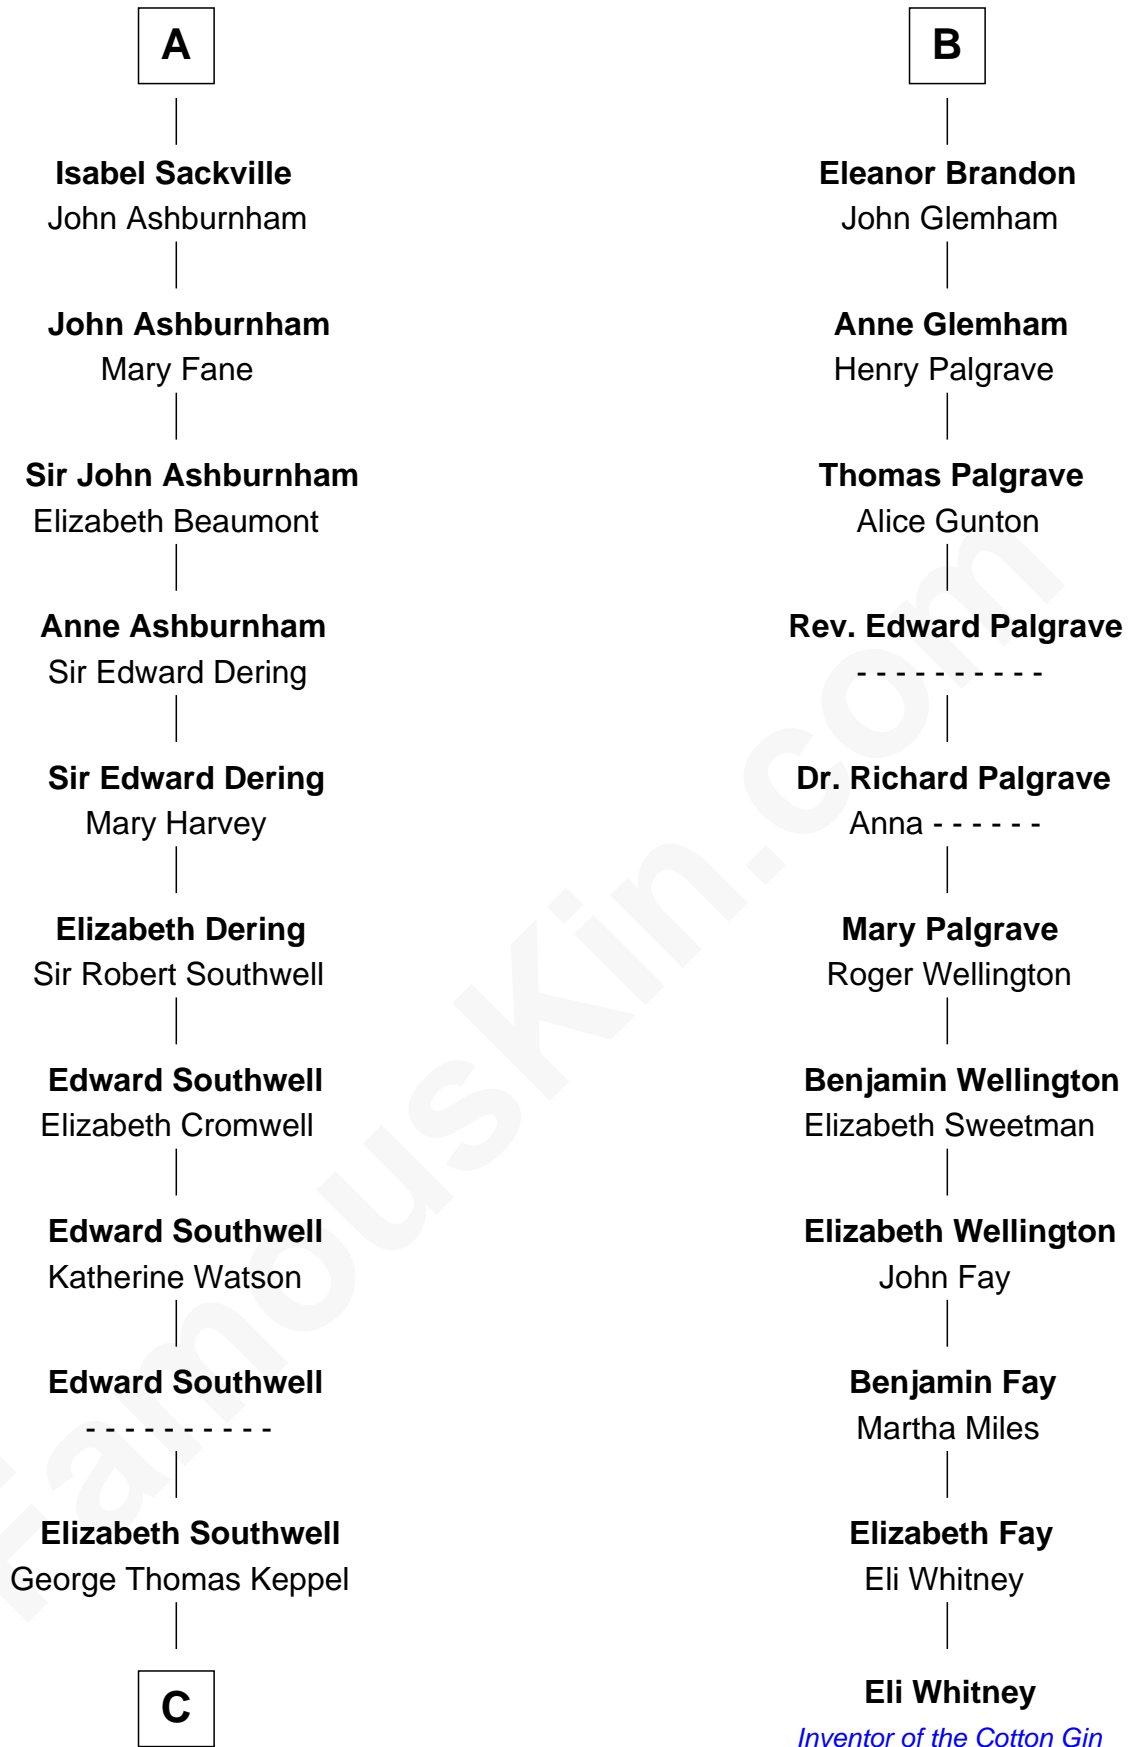 A
Isabel Sackville
John Ashburnham
John Ashburnham
Mary Fane
Sir John Ashburnham
Elizabeth Beaumont
Anne Ashburnham
Sir Edward Dering
Sir Edward Dering
Mary Harvey
Elizabeth Dering
Sir Robert Southwell
Edward Southwell
Elizabeth Cromwell
Edward Southwell
Katherine Watson
Edward Southwell
- - - - - - - - - -
Elizabeth Southwell
George Thomas Keppel
C
B
Eleanor Brandon
John Glemham
Anne Glemham
Henry Palgrave
Thomas Palgrave
Alice Gunton
Rev. Edward Palgrave
- - - - - - - - - -
Dr. Richard Palgrave
Anna - - - - - -
Mary Palgrave
Roger Wellington
Benjamin Wellington
Elizabeth Sweetman
Elizabeth Wellington
John Fay
Benjamin Fay
Martha Miles
Elizabeth Fay
Eli Whitney
Eli Whitney
Inventor of the Cotton Gin
FamousKin.com